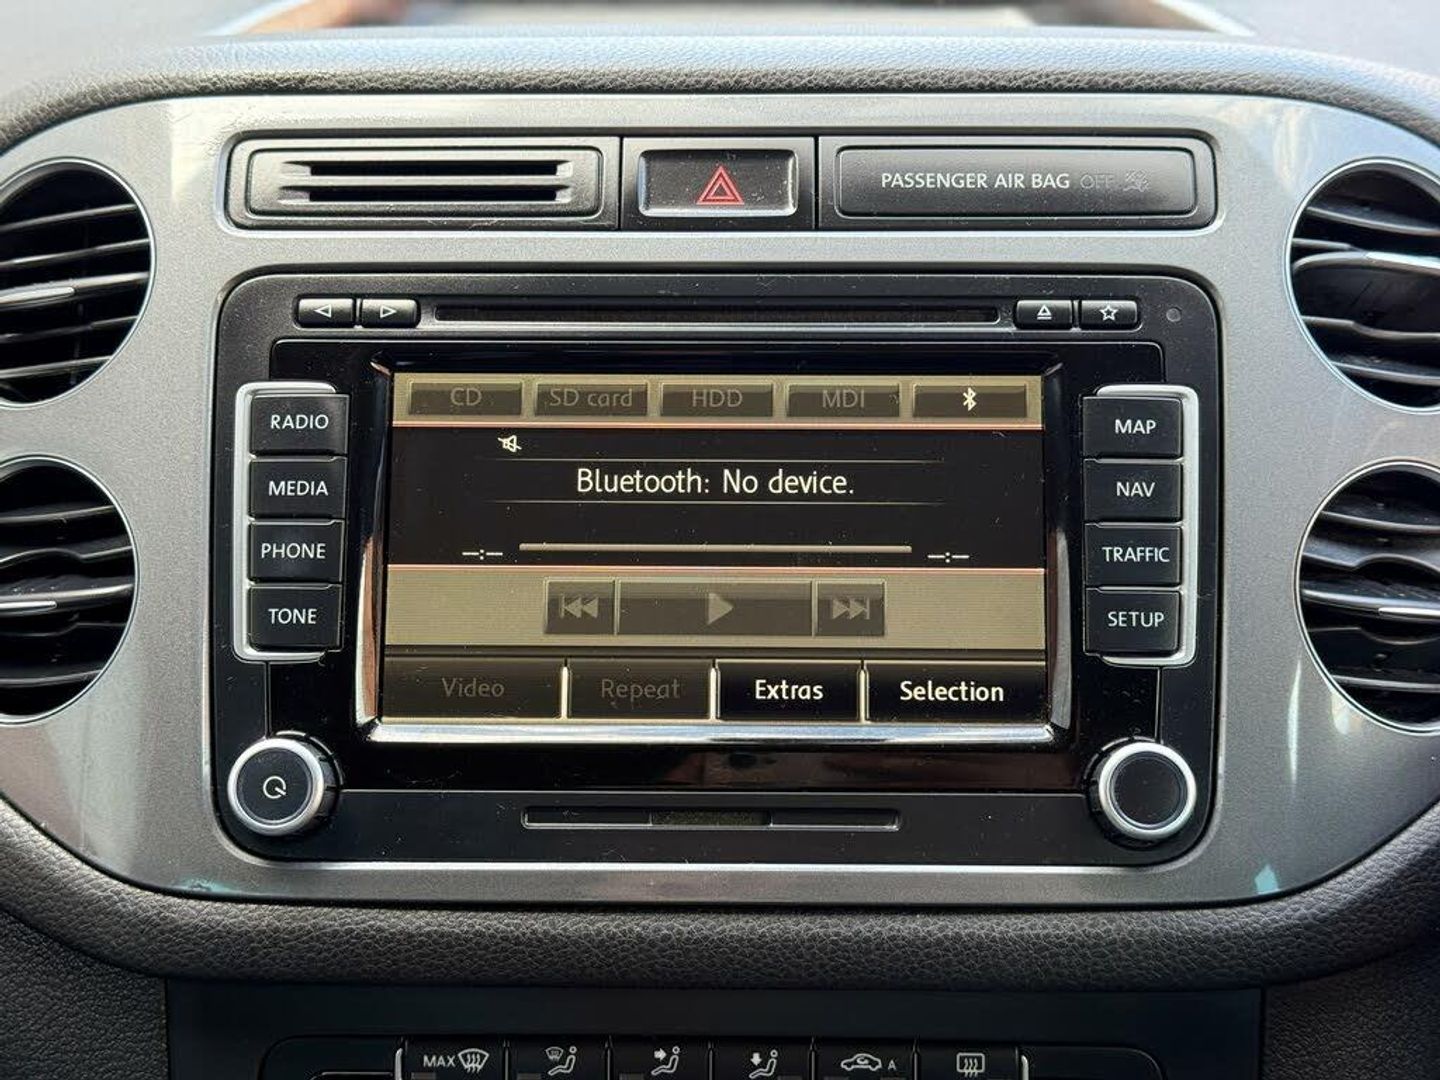 PASSENGER AIR BAG OFF
RADIO
MEDIA
PHONE
TONE
CD
SD card
HDD
MDI
Bluetooth: No device.
--:--
--:--
Video
Repeat
Extras
Selection
MAP
NAV
TRAFFIC
SETUP
MAX
A